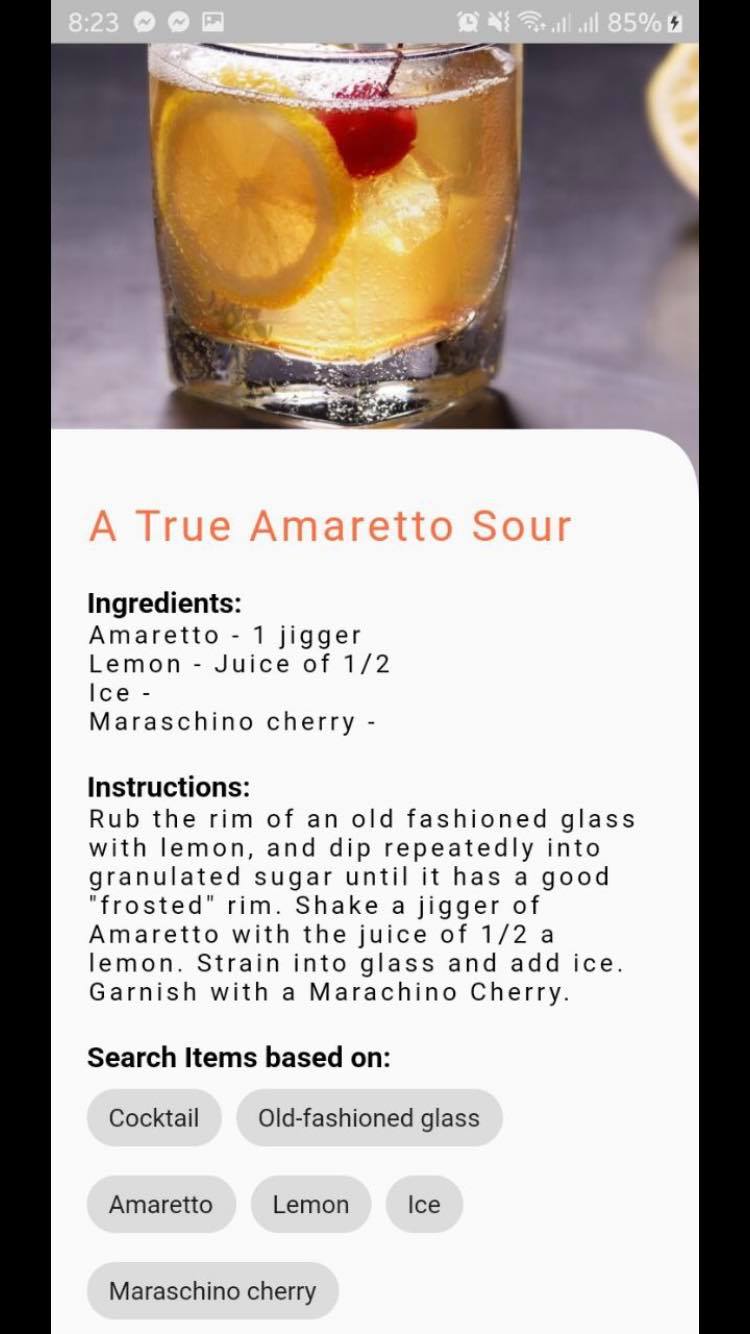 8:23
85%
A True Amaretto Sour
Ingredients:
Amaretto - 1 jigger
Lemon - Juice of 1/2
Ice -
Maraschino cherry -
Instructions:
Rub the rim of an old fashioned glass
with lemon, and dip repeatedly into
granulated sugar until it has a good
"frosted" rim. Shake a jigger of
Amaretto with the juice of 1/2 a
lemon. Strain into glass and add ice.
Garnish with a Marachino Cherry.
Search Items based on:
Cocktail Old-fashioned glass
Amaretto Lemon Ice
Maraschino cherry